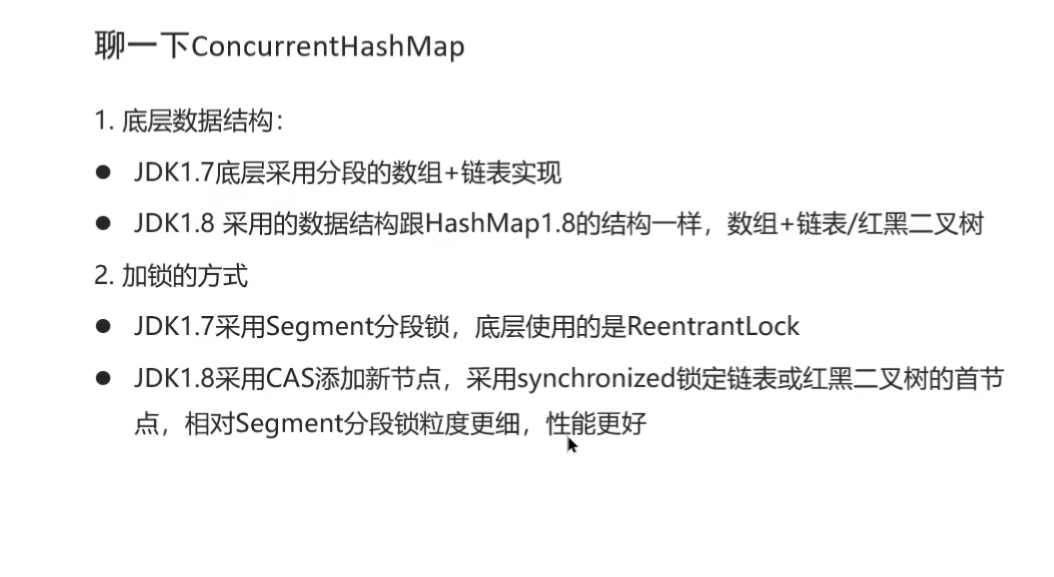 聊一下ConcurrentHashMap
1. 底层数据结构：
● JDK1.7底层采用分段的数组+链表实现
● JDK1.8 采用的数据结构跟HashMap1.8的结构一样，数组+链表/红黑二叉树
2. 加锁的方式
● JDK1.7采用Segment分段锁，底层使用的是ReentrantLock
● JDK1.8采用CAS添加新节点，采用synchronized锁定链表或红黑二叉树的首节
点，相对Segment分段锁粒度更细，性能更好